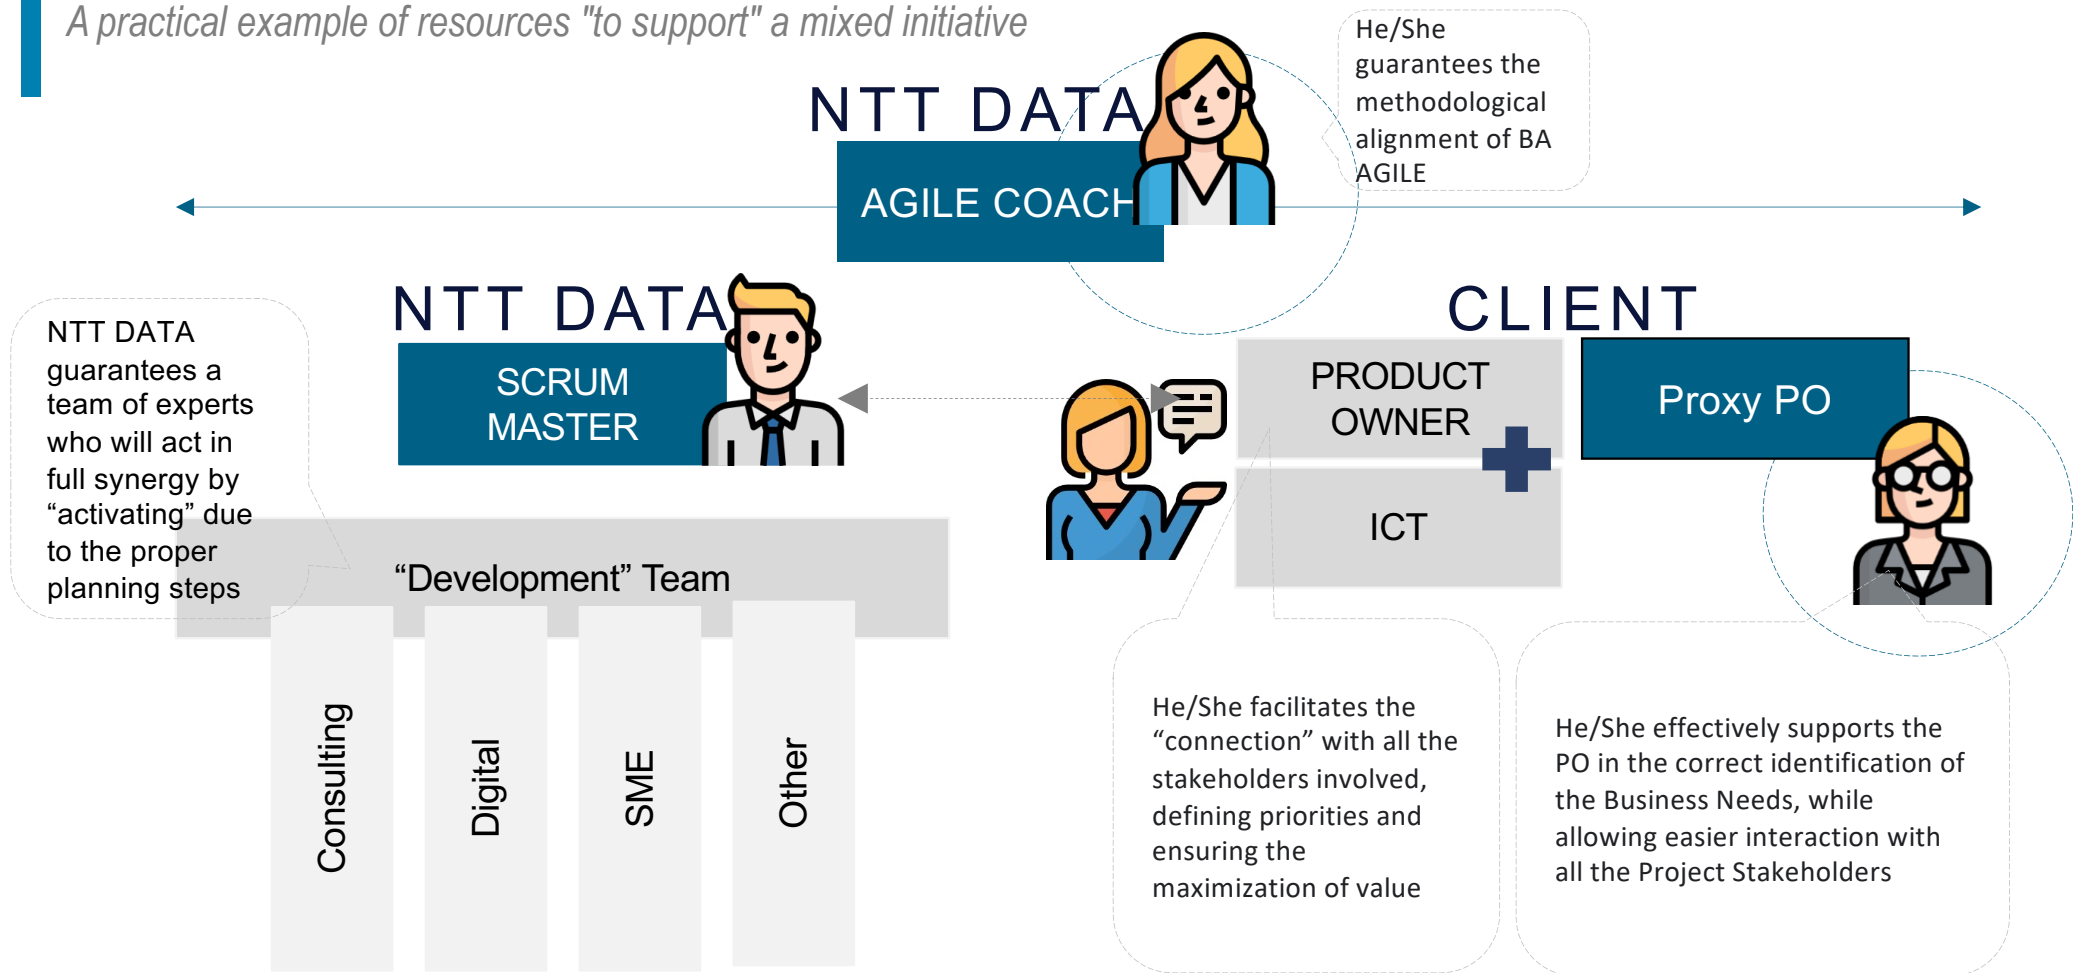 A practical example of resources "to support" a mixed initiative
He/She
guarantees the
methodological
alignment of BA
AGILE
NTT DATA
AGILE COACH
NTT DATA
SCRUM
MASTER
CLIENT
PRODUCT
OWNER
Proxy PO
ICT
NTT DATA
guarantees a
team of experts
who will act in
full synergy by
“activating” due
to the proper
planning steps
“Development” Team
Consulting
Digital
SME
Other
He/She facilitates the
“connection” with all the
stakeholders involved,
defining priorities and
ensuring the
maximization of value
He/She effectively supports the
PO in the correct identification of
the Business Needs, while
allowing easier interaction with
all the Project Stakeholders